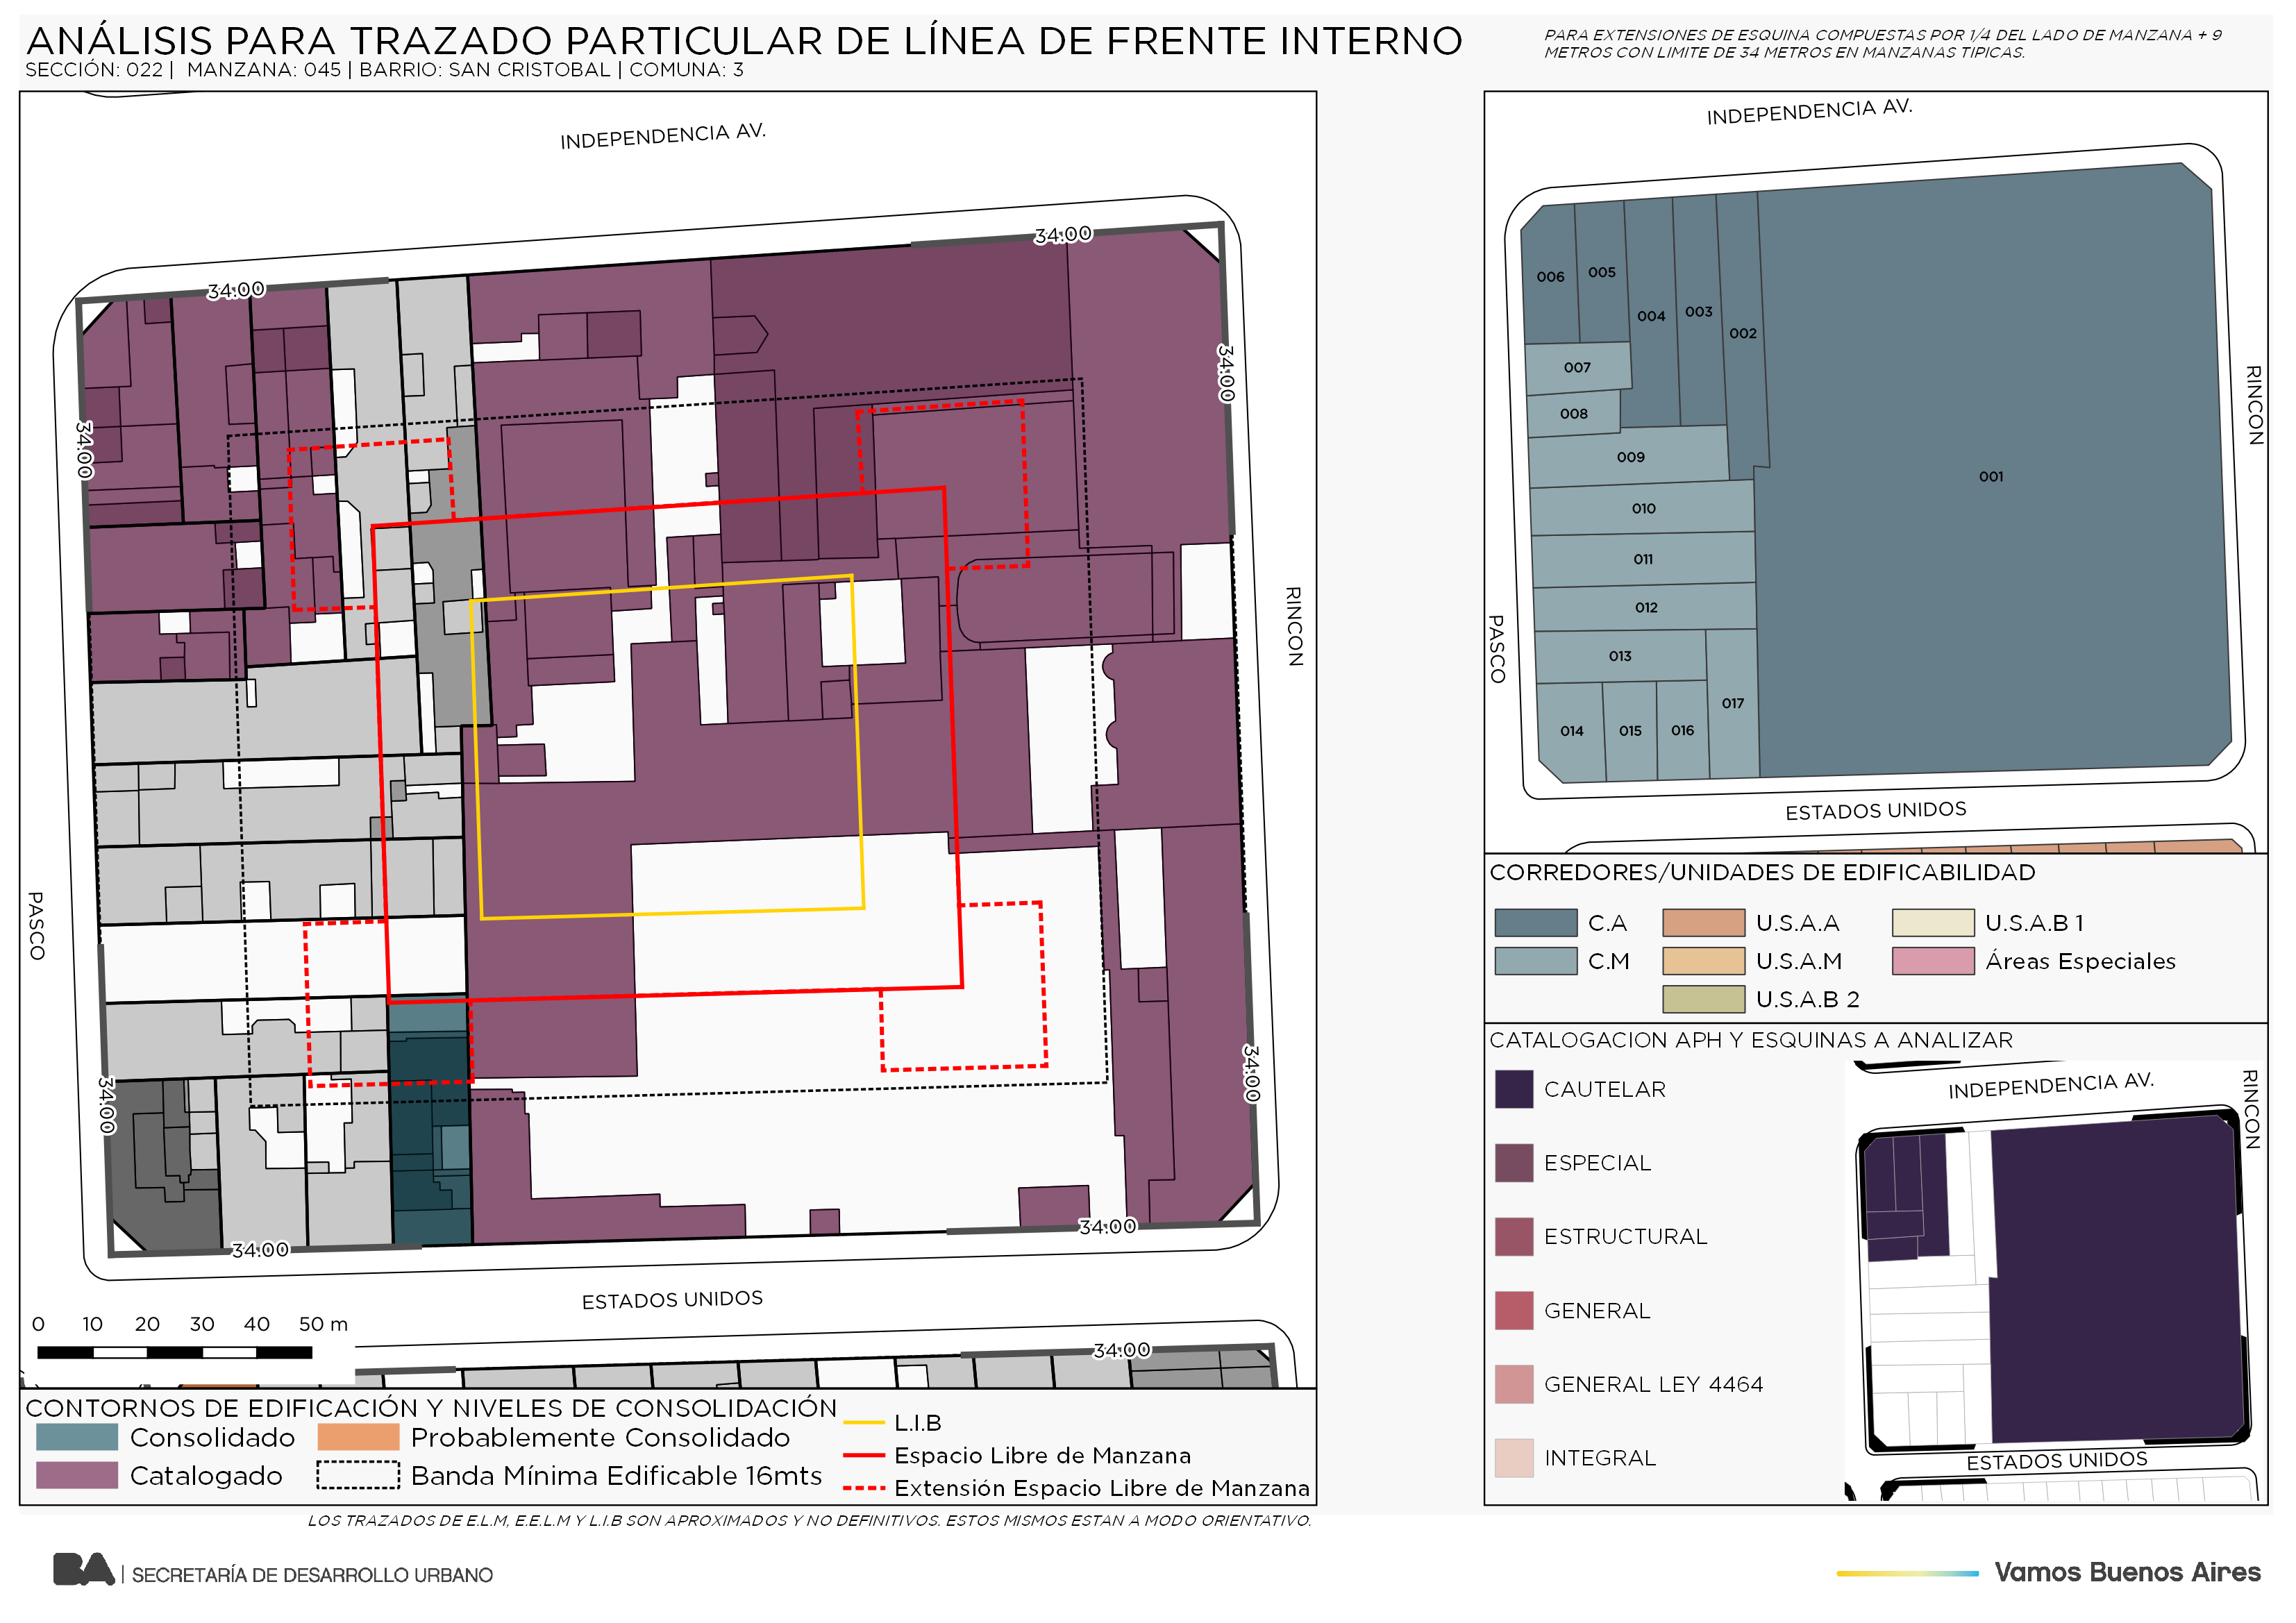 ANÁLISIS PARA TRAZADO PARTICULAR DE LÍNEA DE FRENTE INTERNO
SECCIÓN: 022 | MANZANA: 045 | BARRIO: SAN CRISTOBAL | COMUNA: 3
PARA EXTENSIONES DE ESQUINA COMPUESTAS POR 1/4 DEL LADO DE MANZANA + 9
METROS CON LIMITE DE 34 METROS EN MANZANAS TIPICAS.
INDEPENDENCIA AV.
34:00
34:00
34:00
34:00
RINCON
PASCO
34:00
34:00
34:00
34:00
ESTADOS UNIDOS
0 10 20 30 40 50 m
34:00
CONTORNOS DE EDIFICACIÓN Y NIVELES DE CONSOLIDACIÓN
Consolidado
Probablemente Consolidado
Catalogado
Banda Mínima Edificable 16mts
L.I.B
Espacio Libre de Manzana
Extensión Espacio Libre de Manzana
LOS TRAZADOS DE E.L.M, E.E.L.M Y L.I.B SON APROXIMADOS Y NO DEFINITIVOS. ESTOS MISMOS ESTAN A MODO ORIENTATIVO.
INDEPENDENCIA AV.
006
005
004
003
002
007
008
009
001
010
011
012
013
014
015
016
017
RINCON
PASCO
ESTADOS UNIDOS
CORREDORES/UNIDADES DE EDIFICABILIDAD
C.A
U.S.A.A
U.S.A.B 1
C.M
U.S.A.M
Áreas Especiales
U.S.A.B 2
CATALOGACION APH Y ESQUINAS A ANALIZAR
CAUTELAR
ESPECIAL
ESTRUCTURAL
GENERAL
GENERAL LEY 4464
INTEGRAL
INDEPENDENCIA AV.
RINCON
ESTADOS UNIDOS
BA | SECRETARÍA DE DESARROLLO URBANO
Vamos Buenos Aires